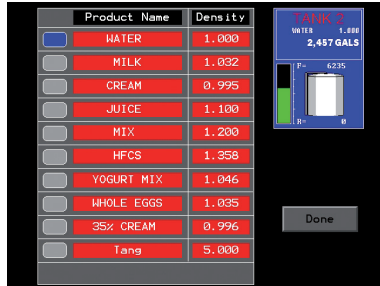 Product Name Density
WATER 1.000
MILK 1.032
CREAM 0.995
JUICE 1.100
MIX 1.200
HFCS 1.358
YOGURT MIX 1.046
WHOLE EGGS 1.035
35% CREAM 0.996
Tang 5.000
TANK 3
WATER 1.000
2,457 GALS
F- 6235
R- 0
Done